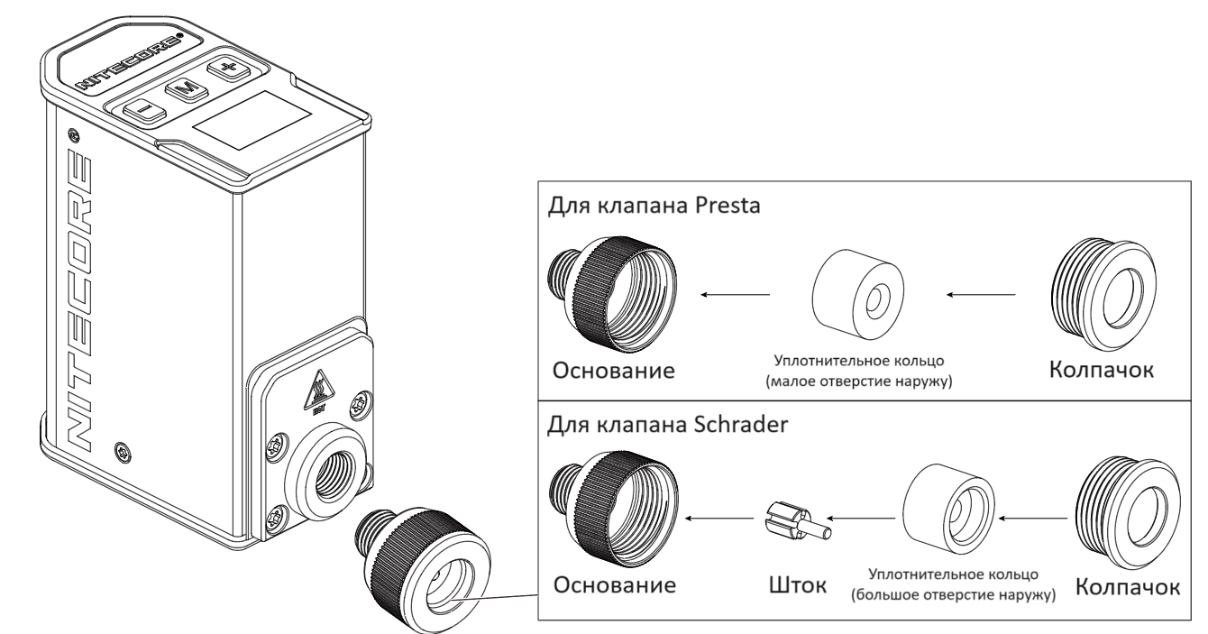 NITECORE®
-
M
+
NITECORE
Для клапана Presta
Основание
Уплотнительное кольцо
(малое отверстие наружу)
Колпачок
Для клапана Schrader
Основание
Шток
Уплотнительное кольцо
(большое отверстие наружу)
Колпачок